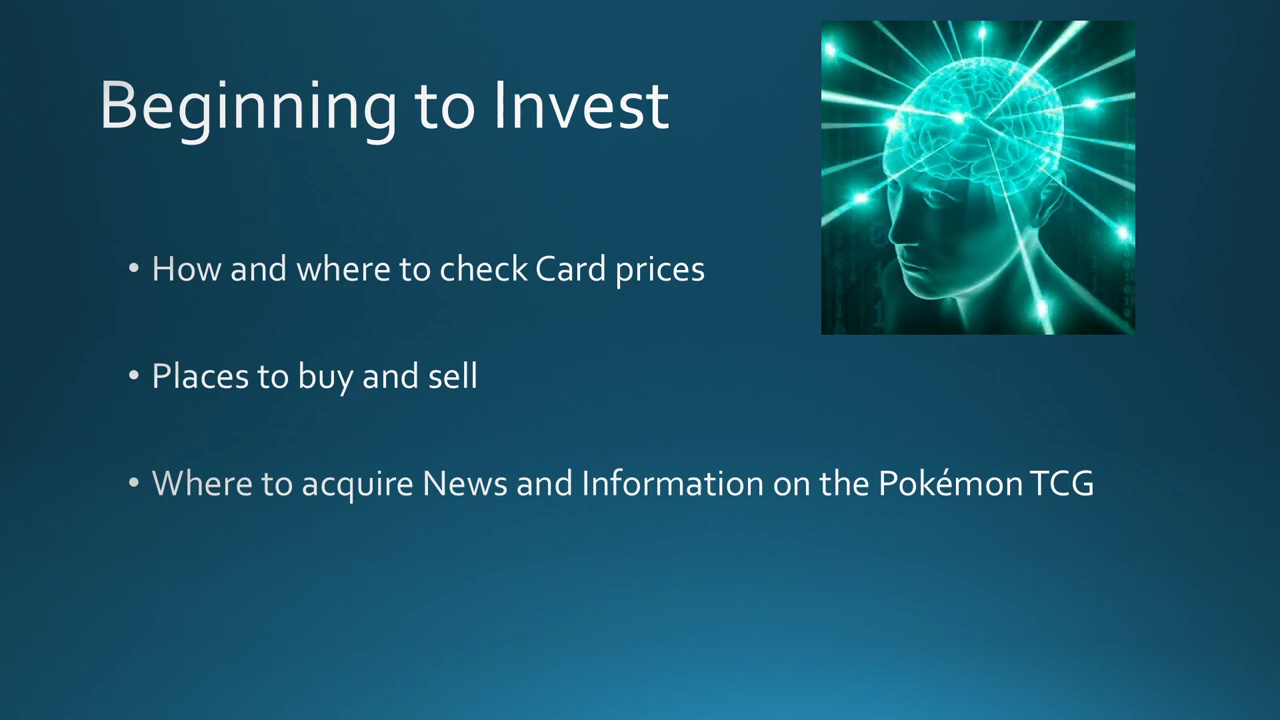 Beginning to Invest
• How and where to check Card prices
• Places to buy and sell
• Where to acquire News and Information on the Pokémon TCG